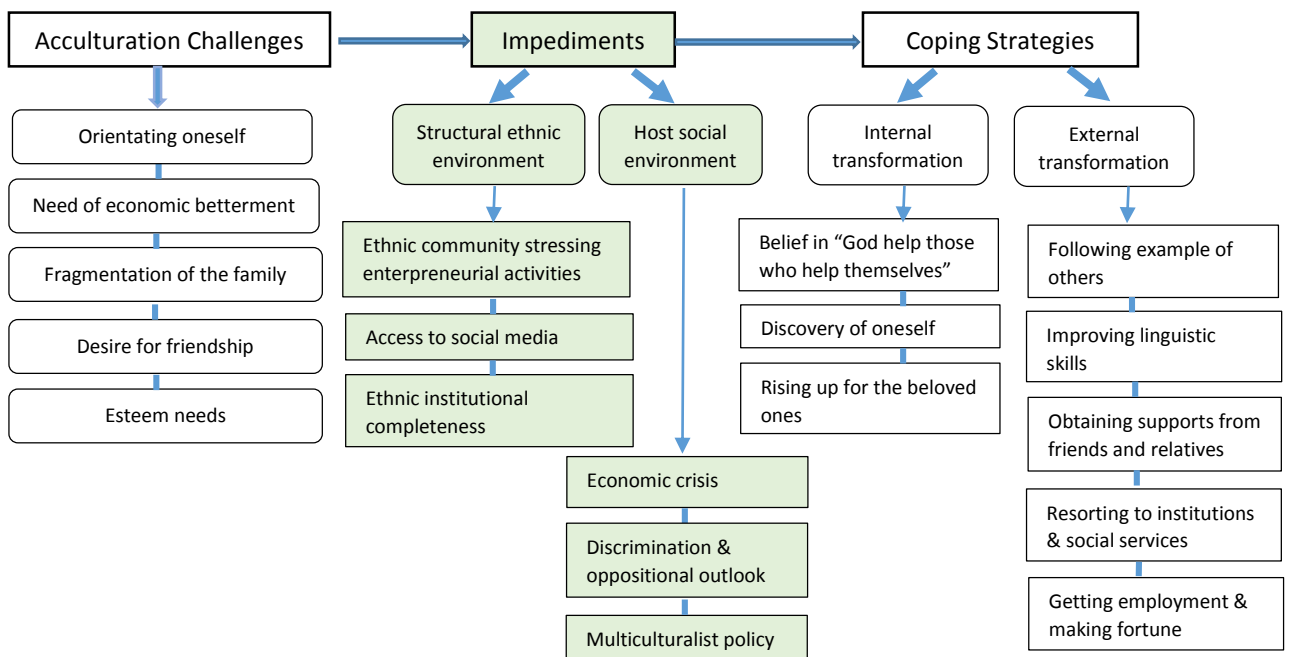 Acculturation Challenges
Impediments
Coping Strategies
Orientating oneself
Need of economic betterment
Fragmentation of the family
Desire for friendship
Esteem needs
Structural ethnic
environment
Host social
environment
Ethnic community stressing
enterpreneurial activities
Access to social media
Ethnic institutional
completeness
Economic crisis
Discrimination &
oppositional outlook
Multiculturalist policy
Internal
transformation
External
transformation
Belief in “God help those
who help themselves”
Discovery of oneself
Rising up for the beloved
ones
Following example of
others
Improving linguistic
skills
Obtaining supports from
friends and relatives
Resorting to institutions
& social services
Getting employment &
making fortune